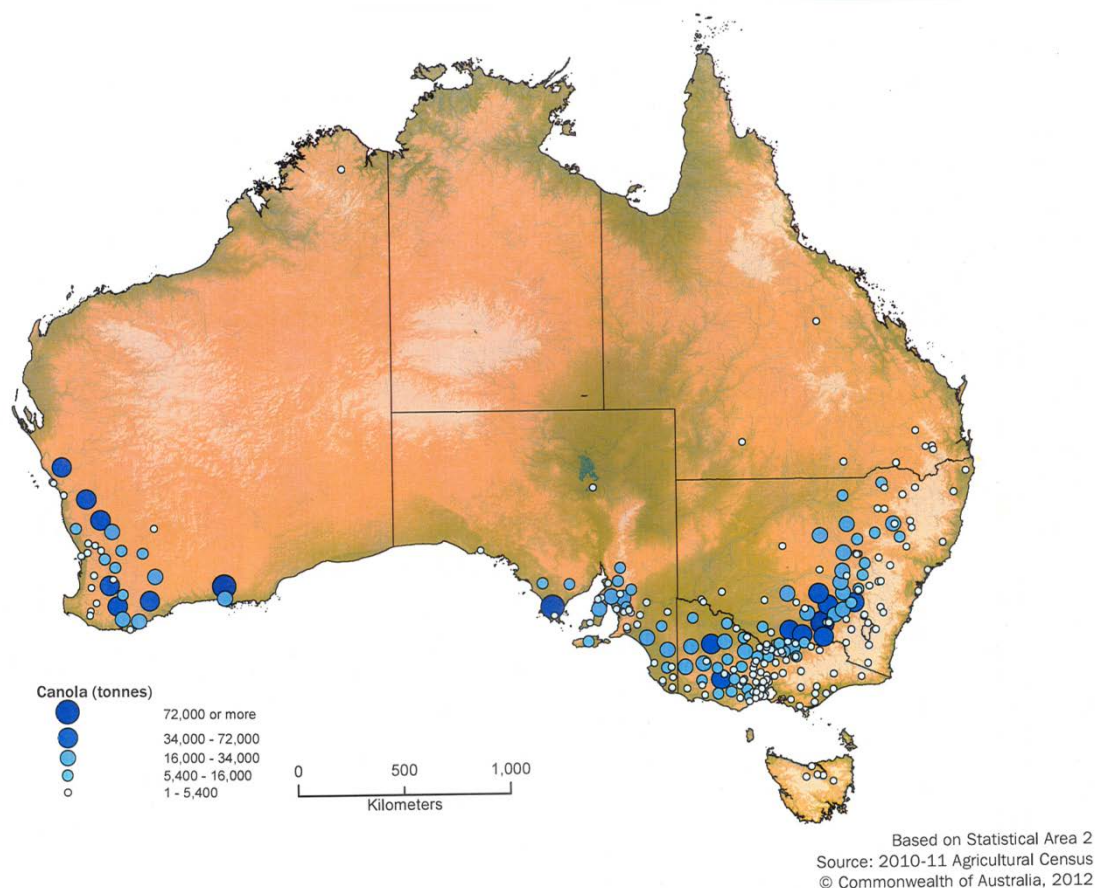 Canola (tonnes)
72,000 or more
34,000 - 72,000
16,000 - 34,000
5,400 - 16,000
1 - 5,400
0 500 1,000
Kilometers
Based on Statistical Area 2
Source: 2010-11 Agricultural Census
© Commonwealth of Australia, 2012